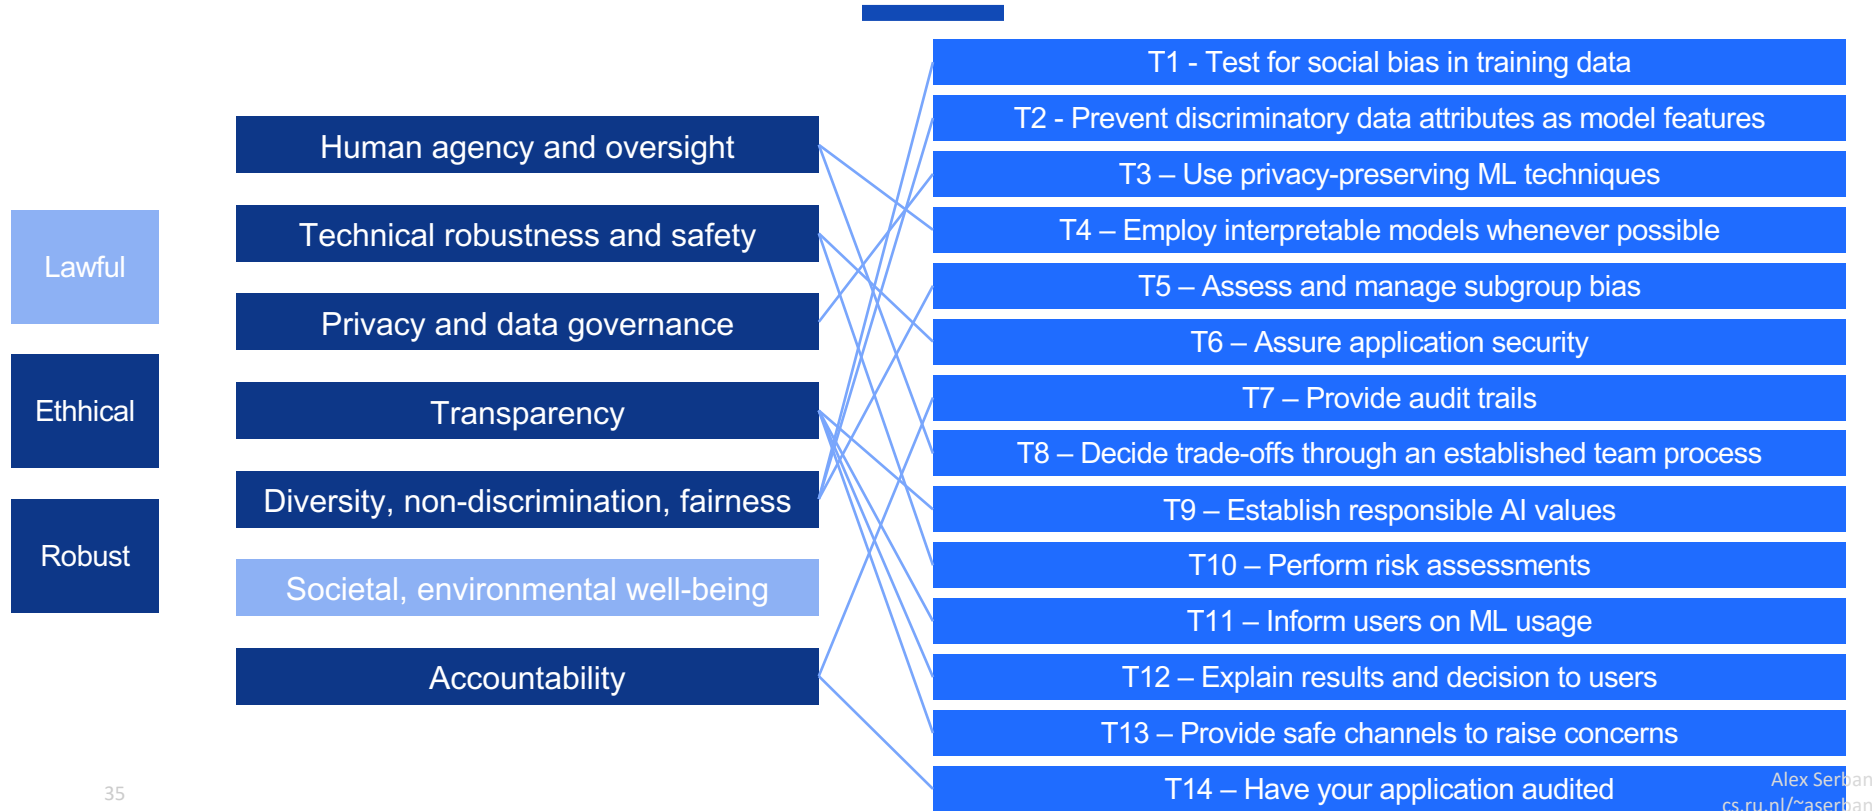 Lawful
Ethhical
Robust
Human agency and oversight
Technical robustness and safety
Privacy and data governance
Transparency
Diversity, non-discrimination, fairness
Societal, environmental well-being
Accountability
T1 - Test for social bias in training data
T2 - Prevent discriminatory data attributes as model features
T3 – Use privacy-preserving ML techniques
T4 – Employ interpretable models whenever possible
T5 – Assess and manage subgroup bias
T6 – Assure application security
T7 – Provide audit trails
T8 – Decide trade-offs through an established team process
T9 – Establish responsible AI values
T10 – Perform risk assessments
T11 – Inform users on ML usage
T12 – Explain results and decision to users
T13 – Provide safe channels to raise concerns
T14 – Have your application audited
35
Alex Serban
cs.ru.nl/~aserban